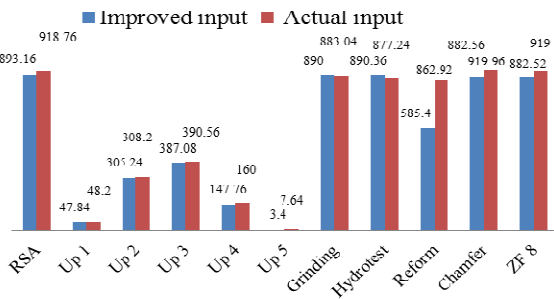 Improved input Actual input
893.16 918.76
47.84 48.2
305.24 308.2
387.08 390.56
147.76 160
3.4 7.64
890 883.04
890.36 877.24
585.4 862.92
882.56 919.96
882.52 919
RSA
Up 1
Up 2
Up 3
Up 4
Up 5
Grinding
Hydrotest
Reform
Chamfer
ZF 8